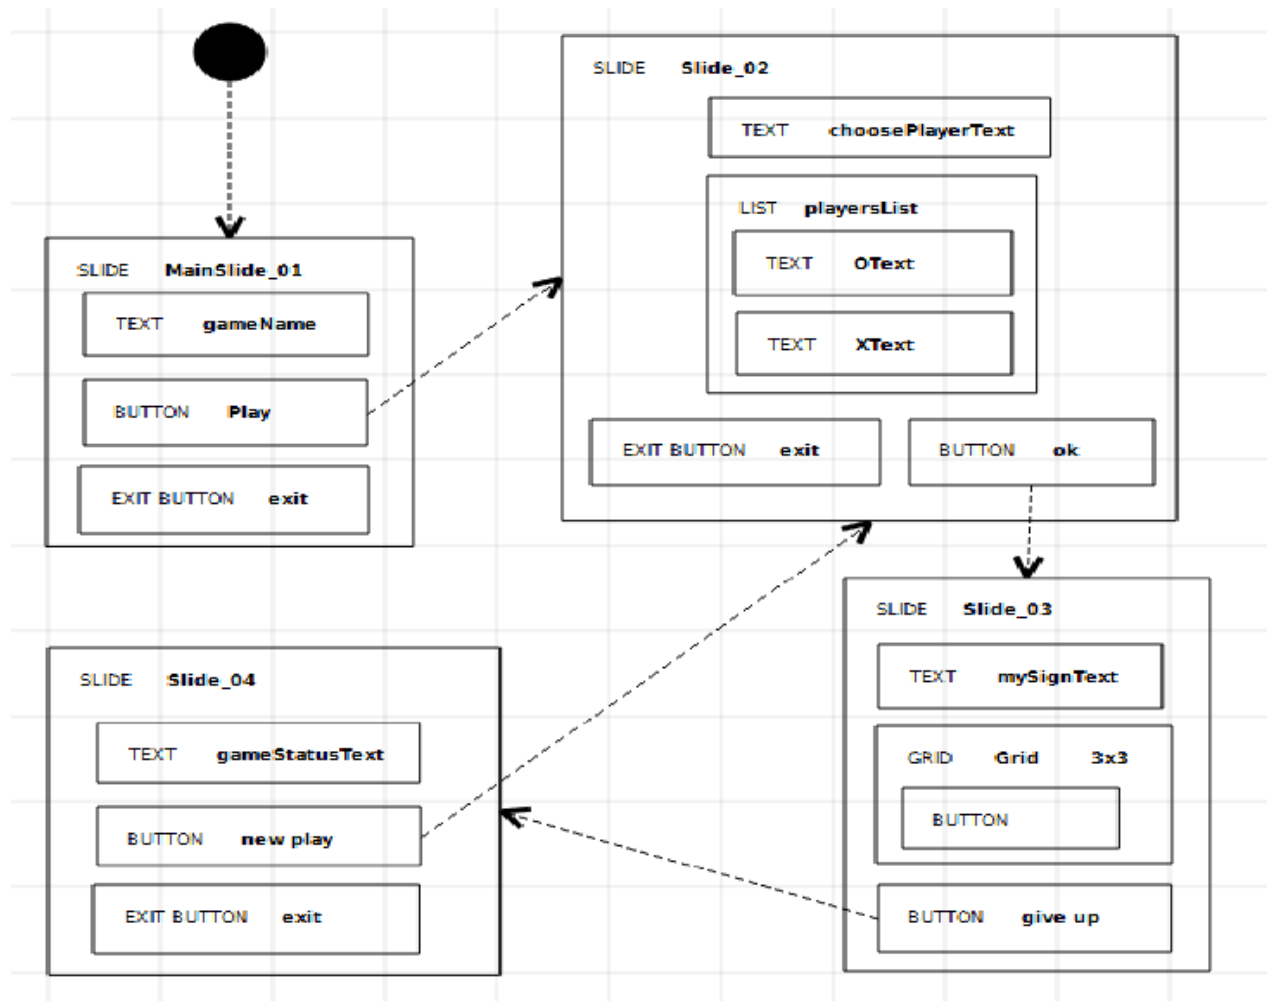 SLIDE MainSlide_01
TEXT gameName
BUTTON Play
EXIT BUTTON exit
SLIDE Slide_02
TEXT choosePlayerText
LIST playersList
TEXT OText
TEXT XText
EXIT BUTTON exit
BUTTON ok
SLIDE Slide_03
TEXT mySignText
GRID Grid 3x3
BUTTON
BUTTON give up
SLIDE Slide_04
TEXT gameStatusText
BUTTON new play
EXIT BUTTON exit